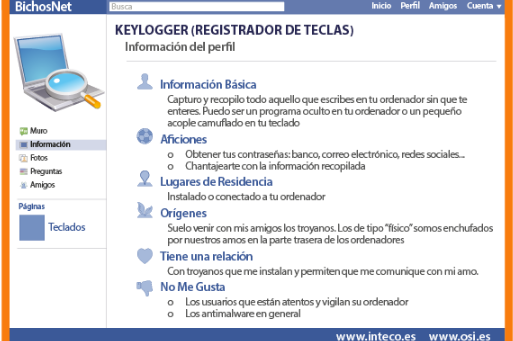 BichosNet
Busca
Inicio Perfil Amigos Cuenta
KEYLOGGER (REGISTRADOR DE TECLAS)
Información del perfil
Información Básica
Capturo y recopilo todo aquello que escribes en tu ordenador sin que te
enteres. Puedo ser un programa oculto en tu ordenador o un pequeño
acople camuflado en tu teclado
Aficiones
o Obtener tus contraseñas: banco, correo electrónico, redes sociales...
o Chantajearte con la información recopilada
Lugares de Residencia
Instalado o conectado a tu ordenador
Orígenes
Suelo venir con mis amigos los troyanos. Los de tipo "físico" somos enchufados
por nuestros amos en la parte trasera de los ordenadores
Tiene una relación
Con troyanos que me instalan y permiten que me comunique con mi amo.
No Me Gusta
o Los usuarios que están atentos y vigilan su ordenador
o Los antimalware en general
Muro
Información
Fotos
Preguntas
Amigos
Páginas
Teclados
www.inteco.es www.osi.es